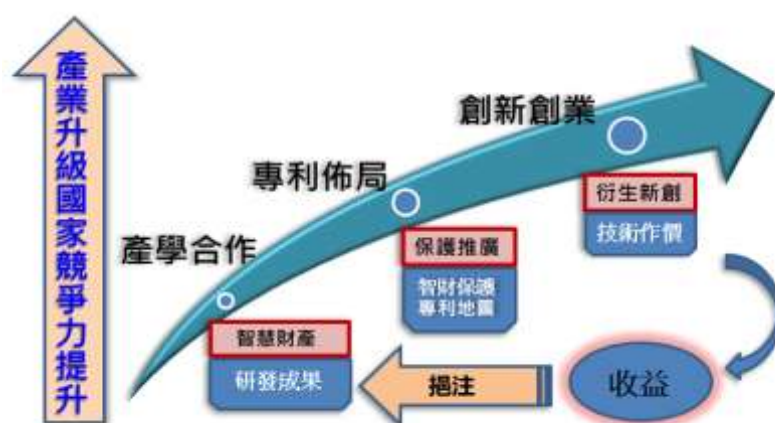 產業升級國家競爭力提升
創新創業
專利佈局
產學合作
衍生新創
技術作價
保護推廣
智財保護
專利地圖
智慧財產
研發成果
挹注
收益